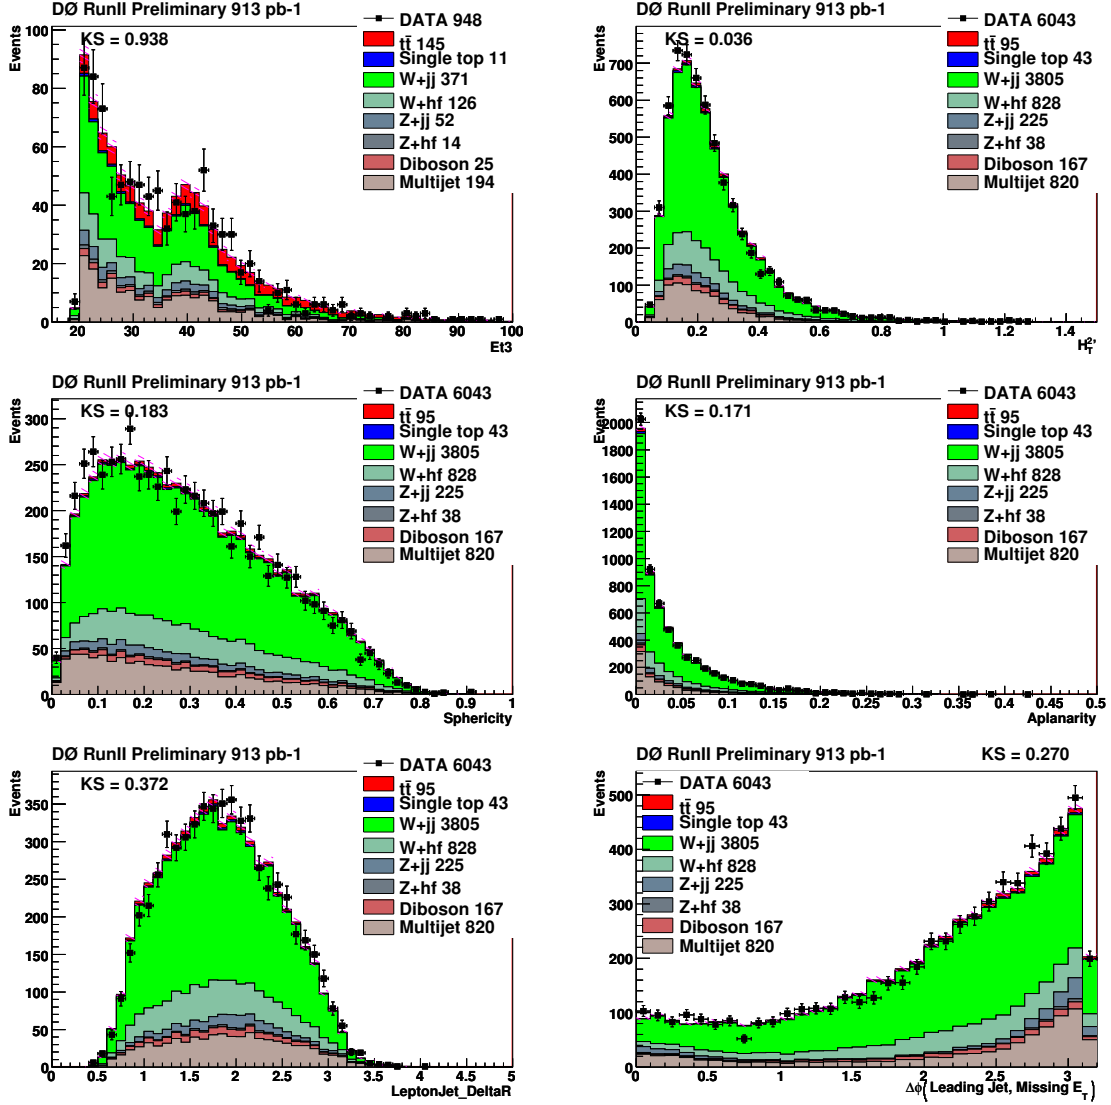 DØ RunII Preliminary 913 pb-1
KS = 0.938
DATA 948
tt̄ 145
Single top 11
W+jj 371
W+hf 126
Z+jj 52
Z+hf 14
Diboson 25
Multijet 194
Events
100
80
60
40
20
0
20 30 40 50 60 70 80 90 100
Et3
DØ RunII Preliminary 913 pb-1
KS = 0.036
DATA 6043
tt̄ 95
Single top 43
W+jj 3805
W+hf 828
Z+jj 225
Z+hf 38
Diboson 167
Multijet 820
Events
700
600
500
400
300
200
100
0
0 0.2 0.4 0.6 0.8 1 1.2 1.4
H_T^2'
DØ RunII Preliminary 913 pb-1
KS = 0.183
DATA 6043
tt̄ 95
Single top 43
W+jj 3805
W+hf 828
Z+jj 225
Z+hf 38
Diboson 167
Multijet 820
Events
300
250
200
150
100
50
0
0 0.1 0.2 0.3 0.4 0.5 0.6 0.7 0.8 0.9 1
Sphericity
DØ RunII Preliminary 913 pb-1
KS = 0.171
DATA 6043
tt̄ 95
Single top 43
W+jj 3805
W+hf 828
Z+jj 225
Z+hf 38
Diboson 167
Multijet 820
Events
2000
1800
1600
1400
1200
1000
800
600
400
200
0
0 0.05 0.1 0.15 0.2 0.25 0.3 0.35 0.4 0.45 0.5
Aplanarity
DØ RunII Preliminary 913 pb-1
KS = 0.372
DATA 6043
tt̄ 95
Single top 43
W+jj 3805
W+hf 828
Z+jj 225
Z+hf 38
Diboson 167
Multijet 820
Events
350
300
250
200
150
100
50
0
0 0.5 1 1.5 2 2.5 3 3.5 4 4.5 5
LeptonJet_DeltaR
DØ RunII Preliminary 913 pb-1
KS = 0.270
DATA 6043
tt̄ 95
Single top 43
W+jj 3805
W+hf 828
Z+jj 225
Z+hf 38
Diboson 167
Multijet 820
Events
500
400
300
200
100
0
0 0.5 1 1.5 2 2.5 3
Δϕ(Leading Jet, Missing E_T)